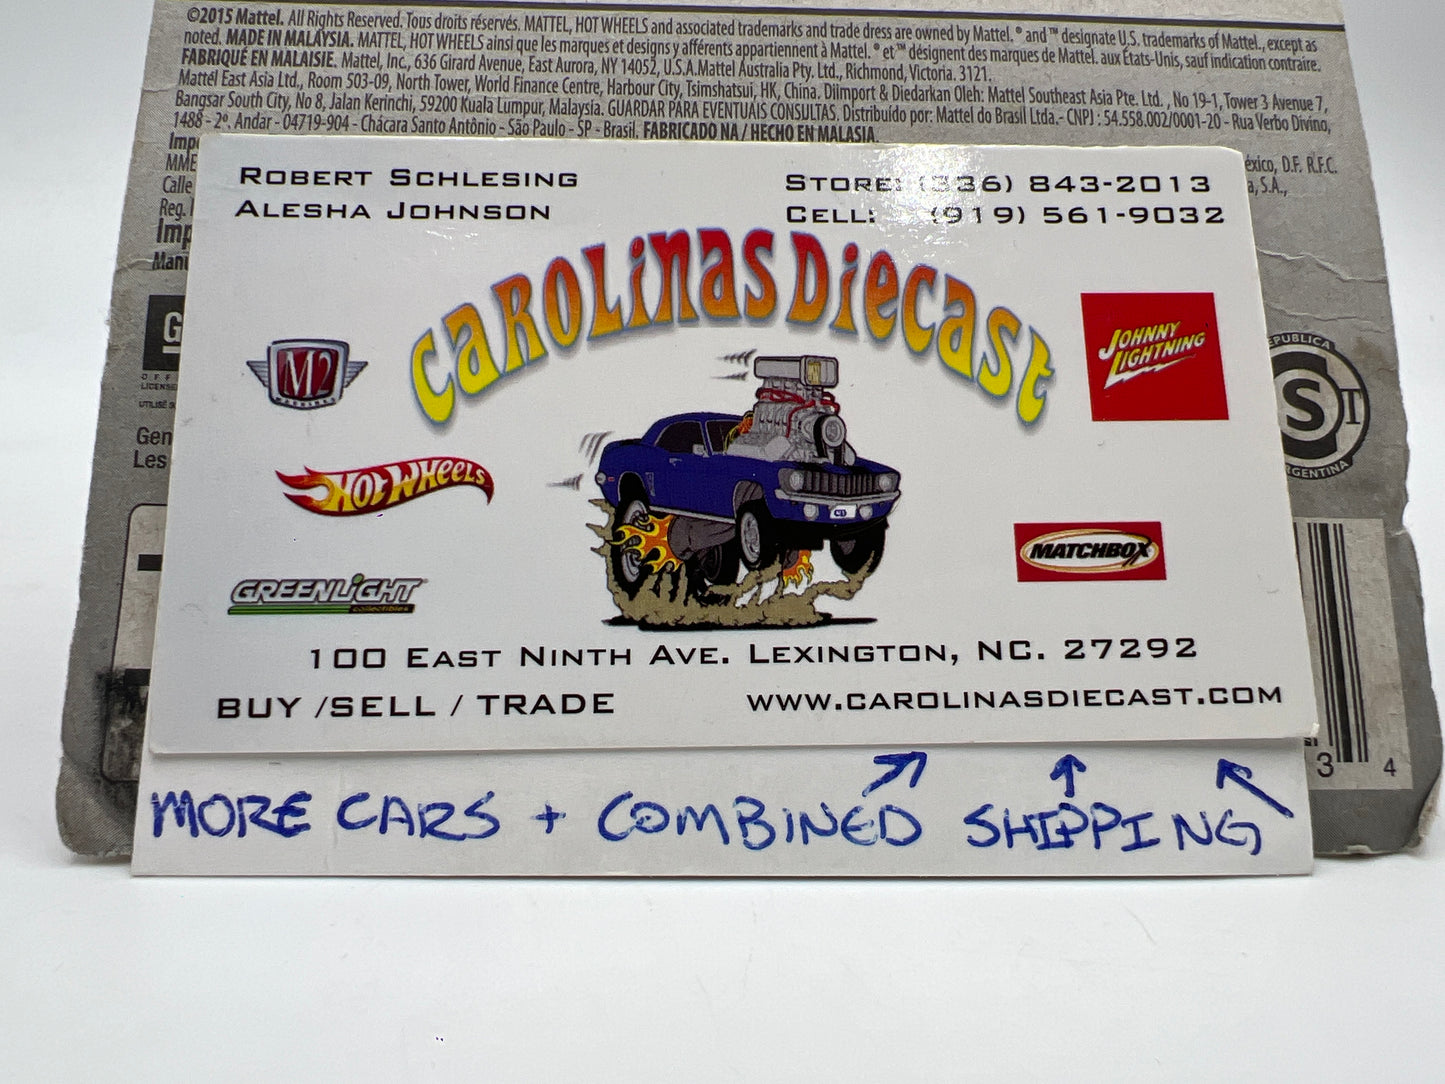 ©2015 Mattel. All Rights Reserved. Tous droits réservés. MATTEL, HOT WHEELS and associated trademarks and trade dress are owned by Mattel. ® and ™ designate U.S. trademarks of Mattel., except as
noted. MADE IN MALAYSIA. MATTEL, HOT WHEELS ainsi que les marques et designs y afférents appartiennent à Mattel. ® et ™ désignent des marques de Mattel. aux États-Unis, sauf indication contraire.
FABRIQUÉ EN MALAISIE. Mattel, Inc., 636 Girard Avenue, East Aurora, NY 14052, U.S.A. Mattel Australia Pty. Ltd., Richmond, Victoria. 3121.
Mattel East Asia Ltd., Room 503-09, North Tower, World Finance Centre, Harbour City, Tsimshatsui, HK, China. Diimport & Diedarkan Oleh: Mattel Southeast Asia Pte. Ltd. , No 19-1, Tower 3 Avenue 7,
Bangsar South City, No 8, Jalan Kerinchi, 59200 Kuala Lumpur, Malaysia. GUARDAR PARA EVENTUAIS CONSULTAS. Distribuído por: Mattel do Brasil Ltda.- CNPJ : 54.558.002/0001-20 - Rua Verbo Divino,
1488 - 2º. Andar - 04719-904 - Chácara Santo Antônio - São Paulo - SP - Brasil. FABRICADO NA / HECHO EN MALASIA.
D.F. R.F.C.
S.A.,
Calle
Reg.
ROBERT SCHLESING
ALESHA JOHNSON
STORE: (336) 843-2013
CELL: (919) 561-9032
CAROLINAS DIECAST
M2
MACHINES
JOHNNY
LIGHTNING
HOT WHEELS
MATCHBOX
GREENLIGHT
collectibles
100 EAST NINTH AVE. LEXINGTON, NC. 27292
BUY /SELL / TRADE
WWW.CAROLINASDIECAST.COM
Les
S T
3 4
MORE CARS + COMBINED SHIPPING